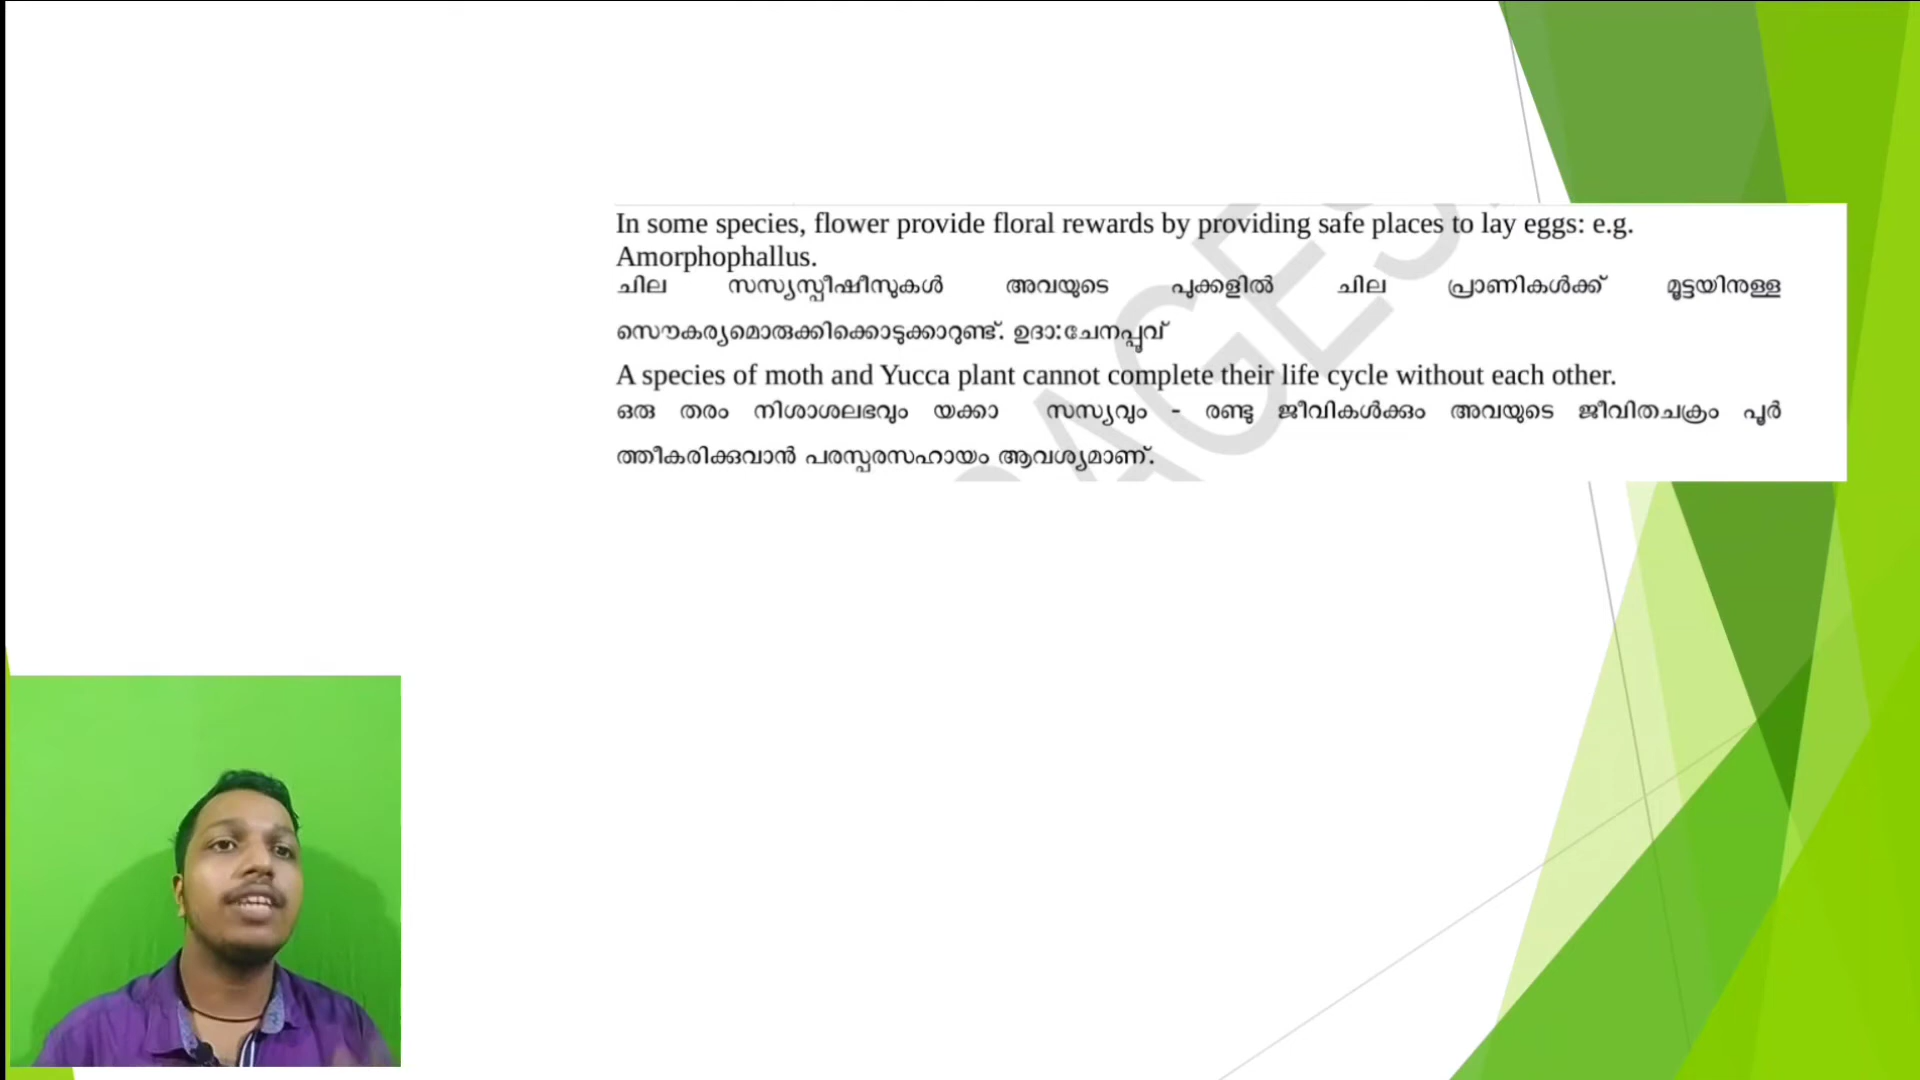 In some species, flower provide floral rewards by providing safe places to lay eggs: e.g.
Amorphophallus.
ചില സസ്യസ്പീഷീസുകൾ അവയുടെ പൂക്കളിൽ ചില പ്രാണികൾക്ക് മുട്ടയിനുള്ള
സൌകര്യമൊരുക്കിക്കൊടുക്കാറുണ്ട്. ഉദാ:ചേനപ്പൂവ്
A species of moth and Yucca plant cannot complete their life cycle without each other.
ഒരു തരം നിശാശലഭവും യക്കാ സസ്യവും - രണ്ടു ജീവികൾക്കും അവയുടെ ജീവിതചക്രം പൂർ
ത്തീകരിക്കുവാൻ പരസ്പരസഹായം ആവശ്യമാണ്.